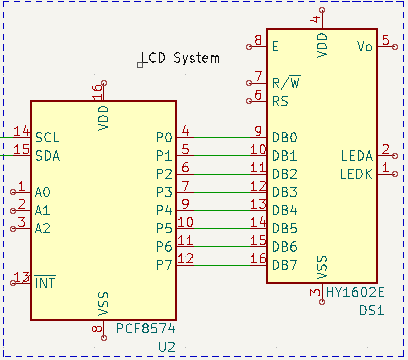 LCD System
4
VDD
8 E
Vo 5
7 R/W
6 RS
16
VDD
14 SCL
P0 4
9 DB0
15 SDA
P1 5
10 DB1
LEDA 2
P2 6
11 DB2
LEDK 1
1 A0
P3 7
12 DB3
2 A1
P4 9
13 DB4
3 A2
P5 10
14 DB5
P6 11
15 DB6
P7 12
16 DB7
VSS
3
13 INT
HY1602E
DS1
VSS
8
PCF8574
U2